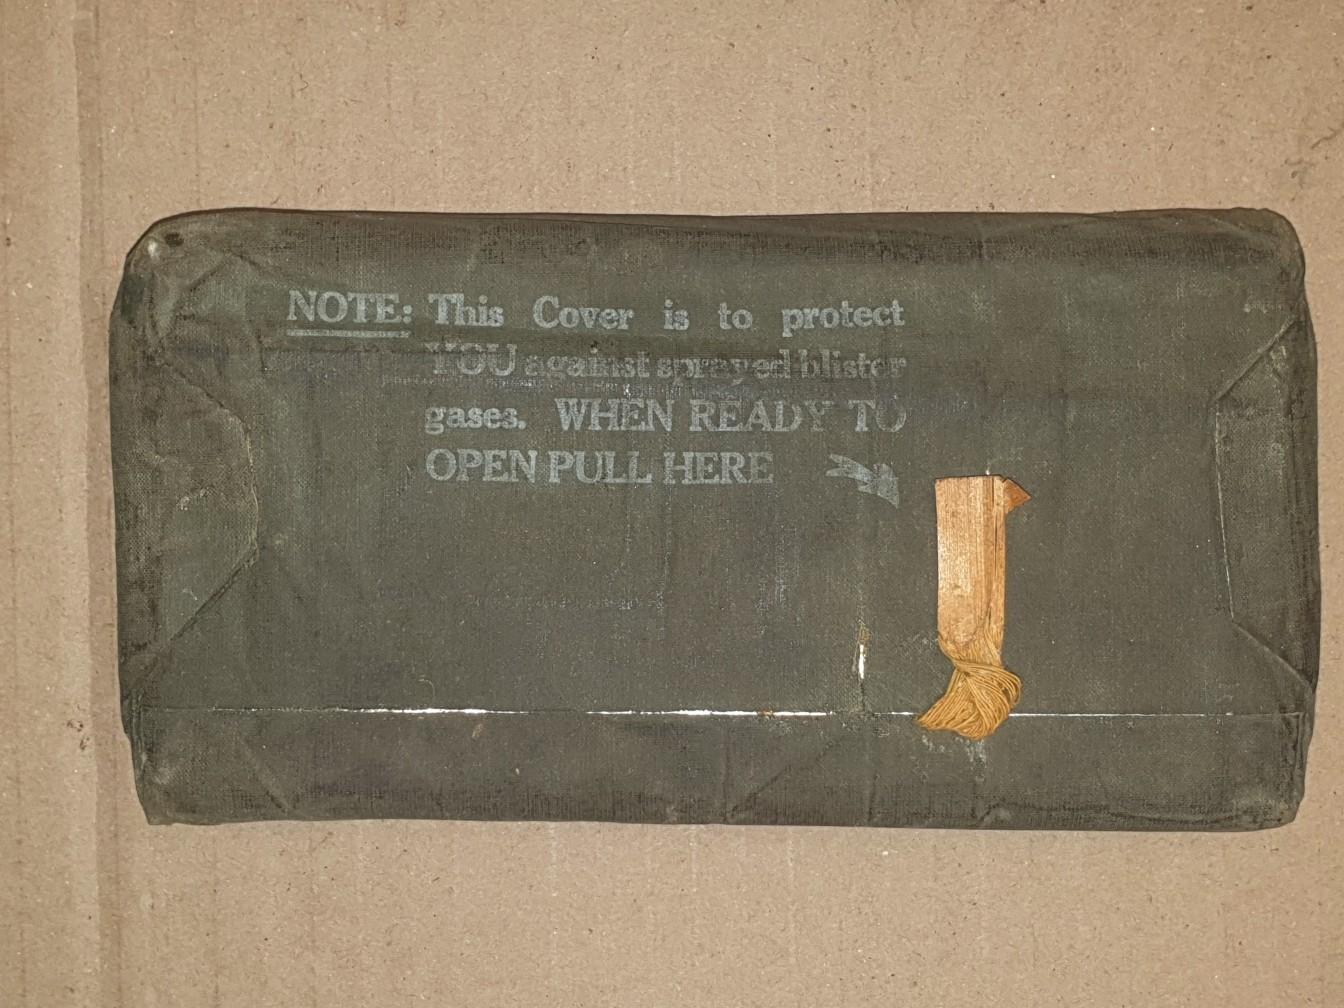 NOTE: This Cover is to protect
YOU against sprayed blister
gases. WHEN READY TO
OPEN PULL HERE